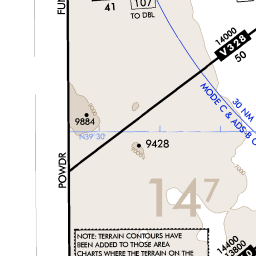 FUN
41
107
TO DBL
14000
V328
50
30 NM
MODE C & ADS-B O
9884
N39°30'
9428
POWDR
14⁷
NOTE: TERRAIN CONTOURS HAVE
BEEN ADDED TO THOSE AREA
CHARTS WHERE THE TERRAIN ON THE
14400
13800